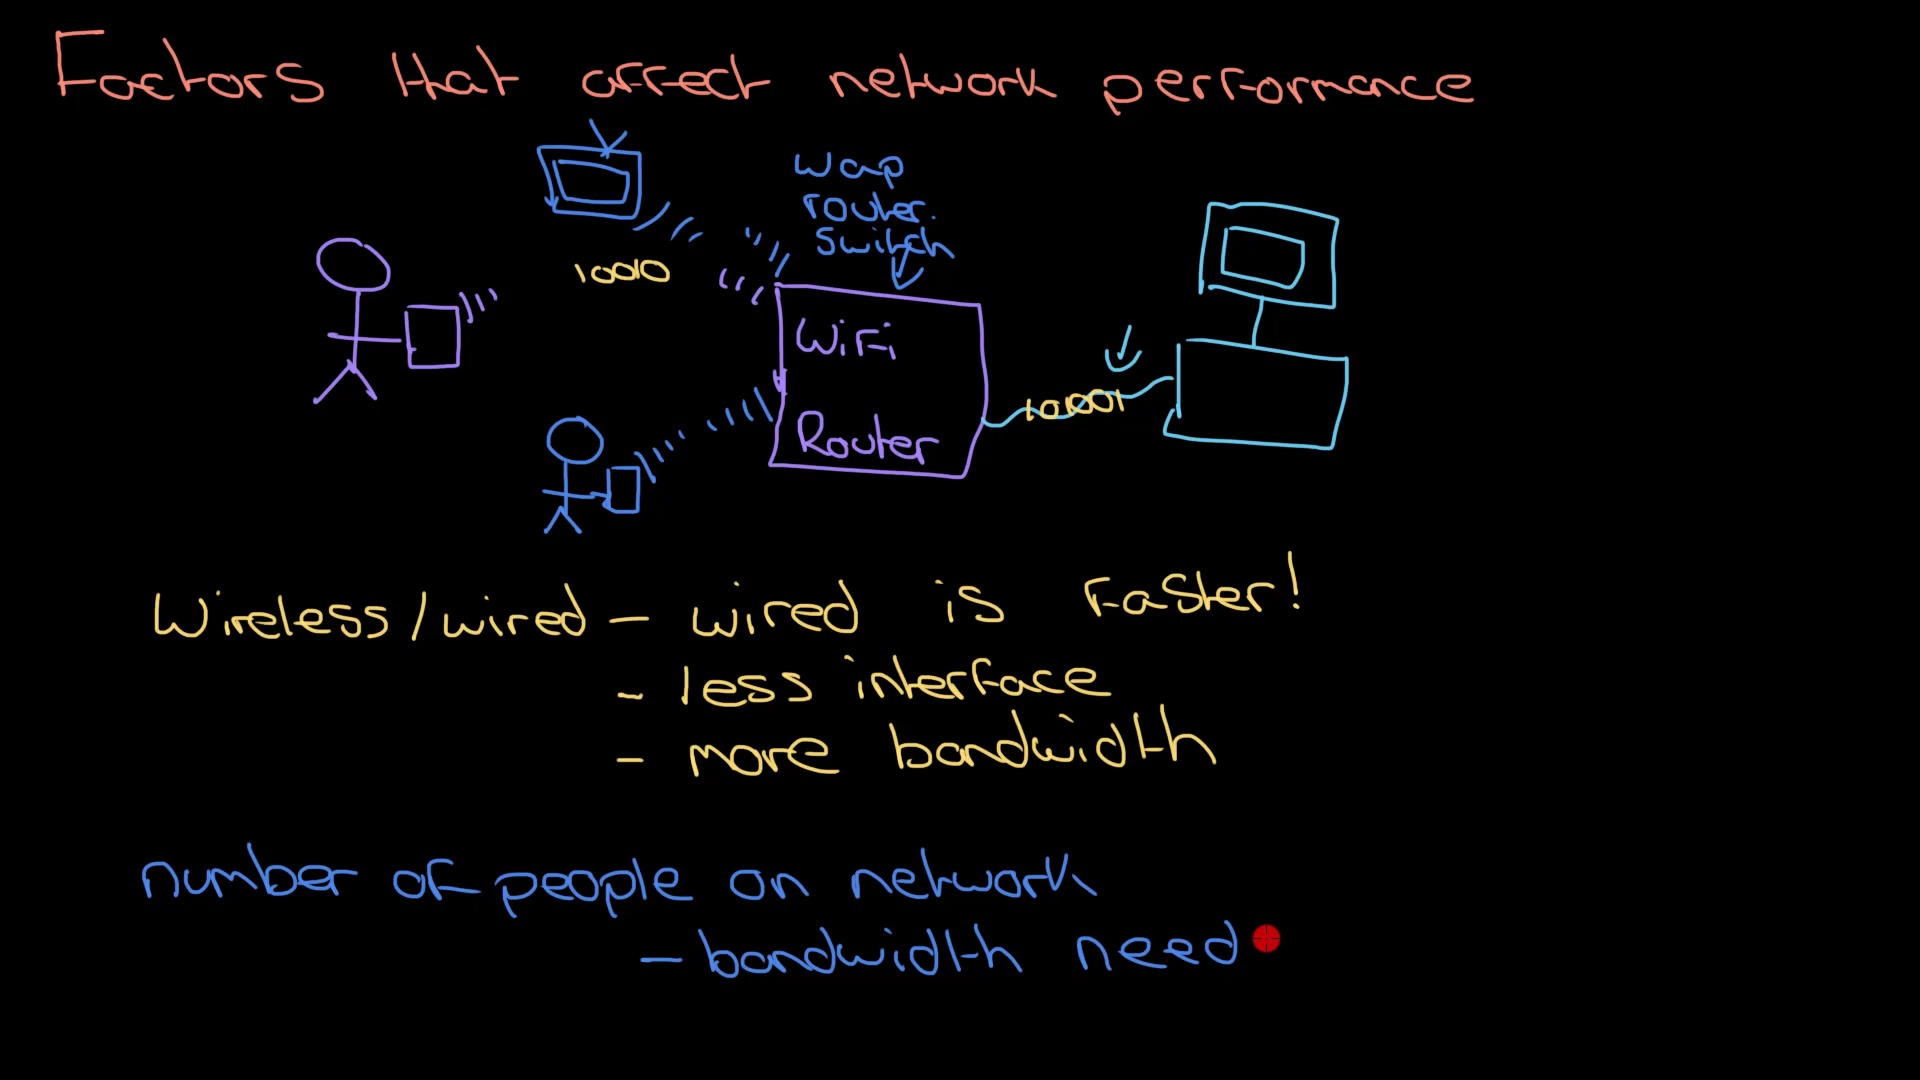 Factors that affect network performance
wap
router.
switch
10010
WiFi
Router
101001
Wireless/wired - wired is faster!
- less interface
- more bandwidth
number of people on network
- bandwidth need